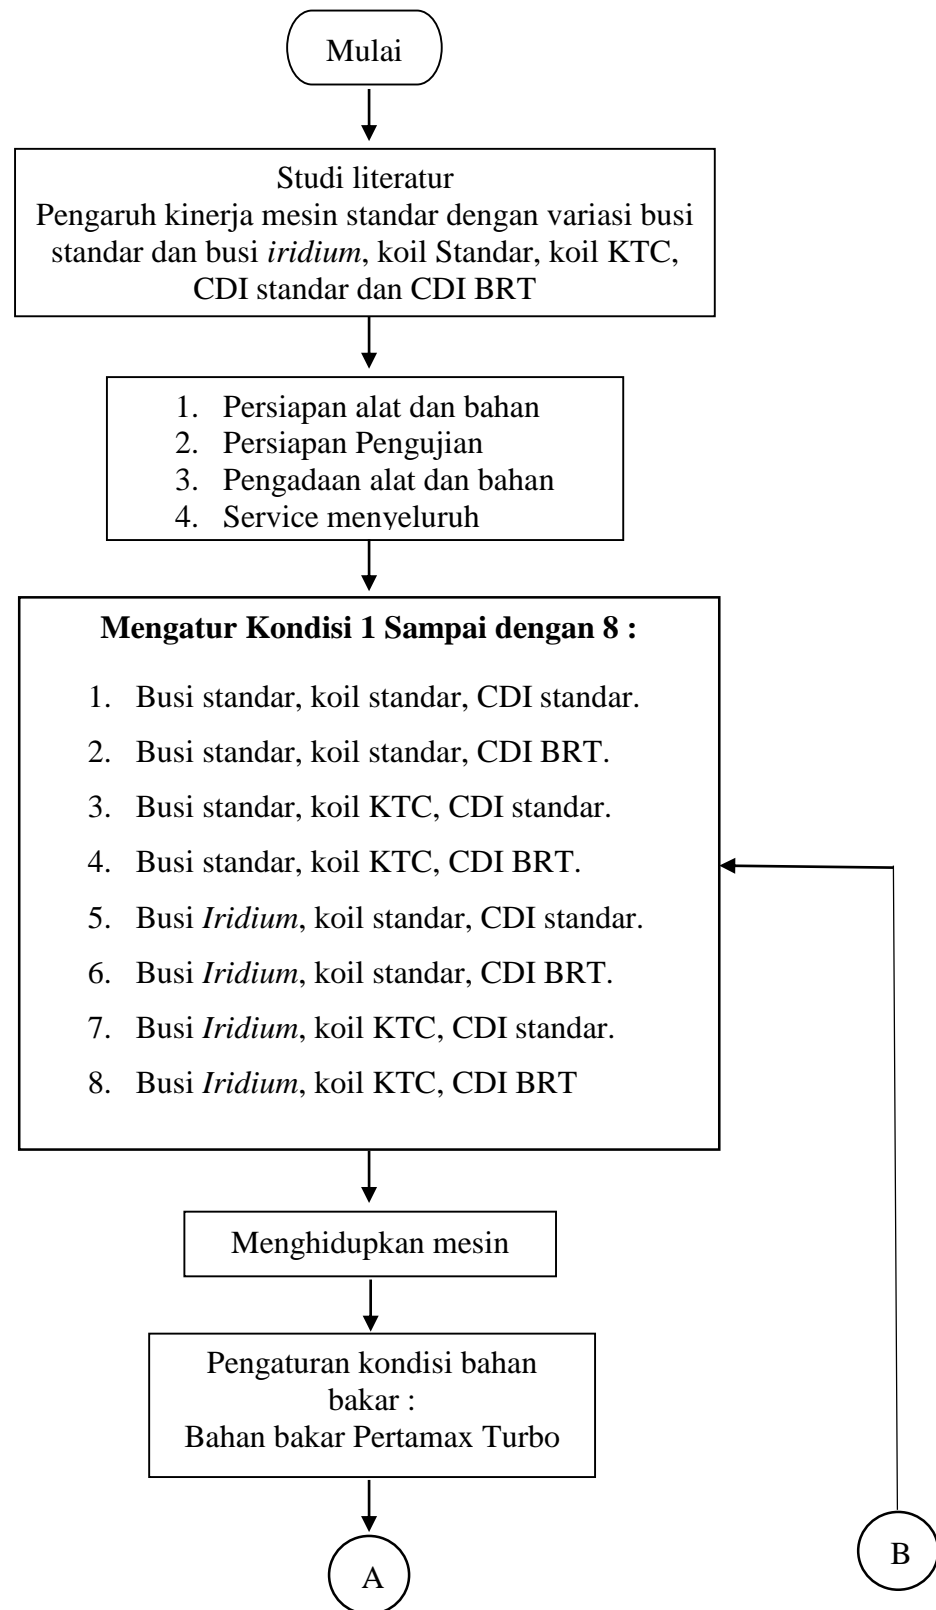 Mulai
Studi literatur
Pengaruh kinerja mesin standar dengan variasi busi
standar dan busi iridium, koil Standar, koil KTC,
CDI standar dan CDI BRT
1. Persiapan alat dan bahan
2. Persiapan Pengujian
3. Pengadaan alat dan bahan
4. Service menyeluruh
Mengatur Kondisi 1 Sampai dengan 8 :
1. Busi standar, koil standar, CDI standar.
2. Busi standar, koil standar, CDI BRT.
3. Busi standar, koil KTC, CDI standar.
4. Busi standar, koil KTC, CDI BRT.
5. Busi Iridium, koil standar, CDI standar.
6. Busi Iridium, koil standar, CDI BRT.
7. Busi Iridium, koil KTC, CDI standar.
8. Busi Iridium, koil KTC, CDI BRT
Menghidupkan mesin
Pengaturan kondisi bahan
bakar :
Bahan bakar Pertamax Turbo
A
B